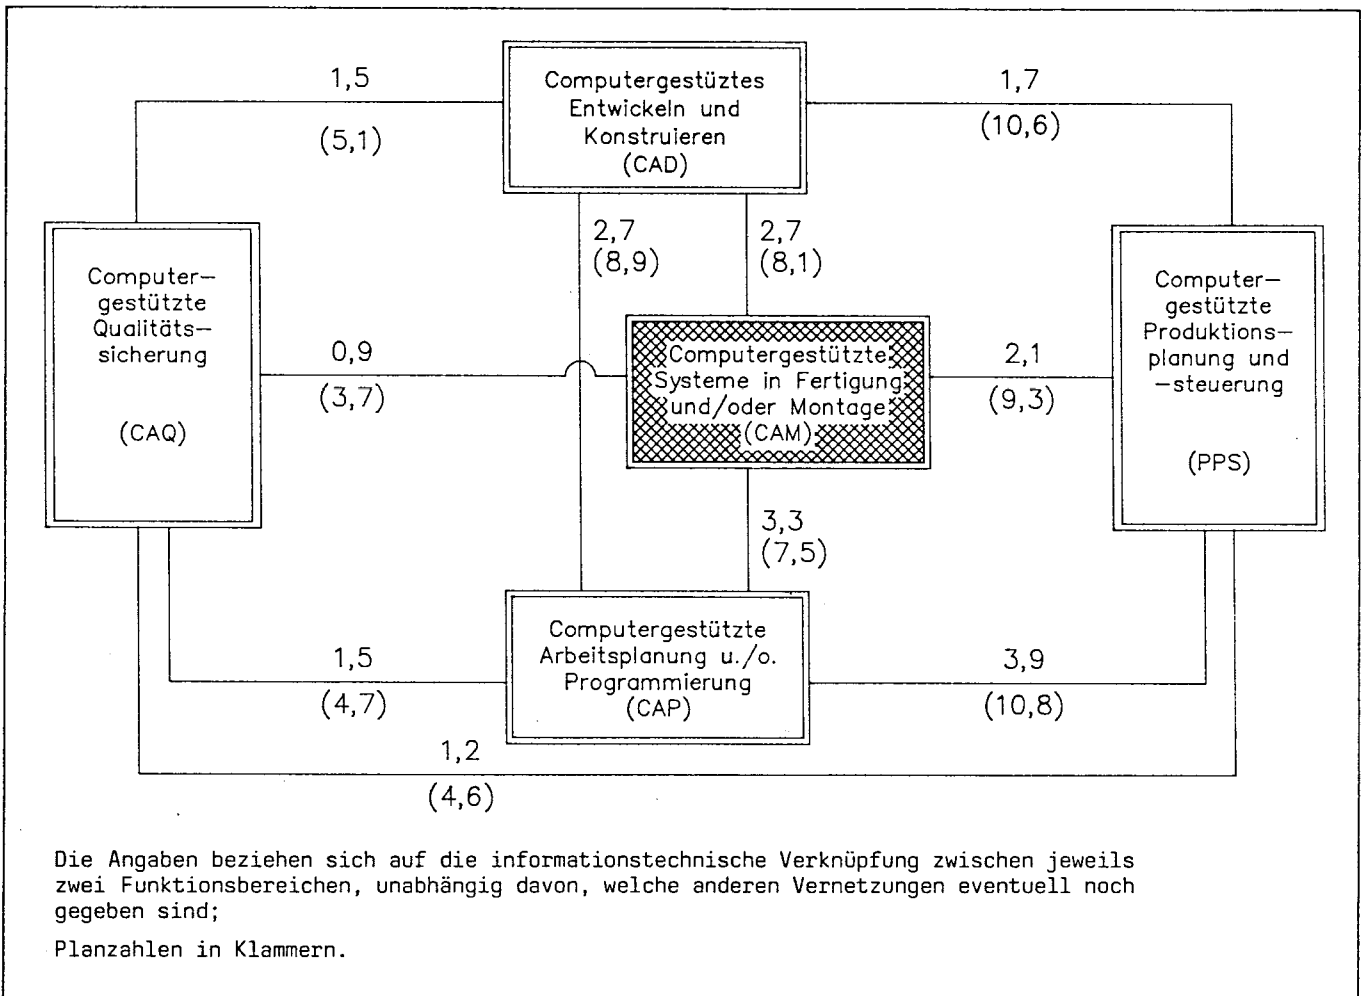 1,5
(5,1)
Computergestüztes
Entwickeln und
Konstruieren
(CAD)
1,7
(10,6)
2,7
(8,9)
2,7
(8,1)
Computer–
gestützte
Qualitäts–
sicherung
(CAQ)
0,9
(3,7)
Computergestützte
Systeme in Fertigung
und/oder Montage
(CAM)
2,1
(9,3)
Computer–
gestützte
Produktions–
planung und
–steuerung
(PPS)
3,3
(7,5)
1,5
(4,7)
Computergestützte
Arbeitsplanung u./o.
Programmierung
(CAP)
3,9
(10,8)
1,2
(4,6)
Die Angaben beziehen sich auf die informationstechnische Verknüpfung zwischen jeweils
zwei Funktionsbereichen, unabhängig davon, welche anderen Vernetzungen eventuell noch
gegeben sind;
Planzahlen in Klammern.